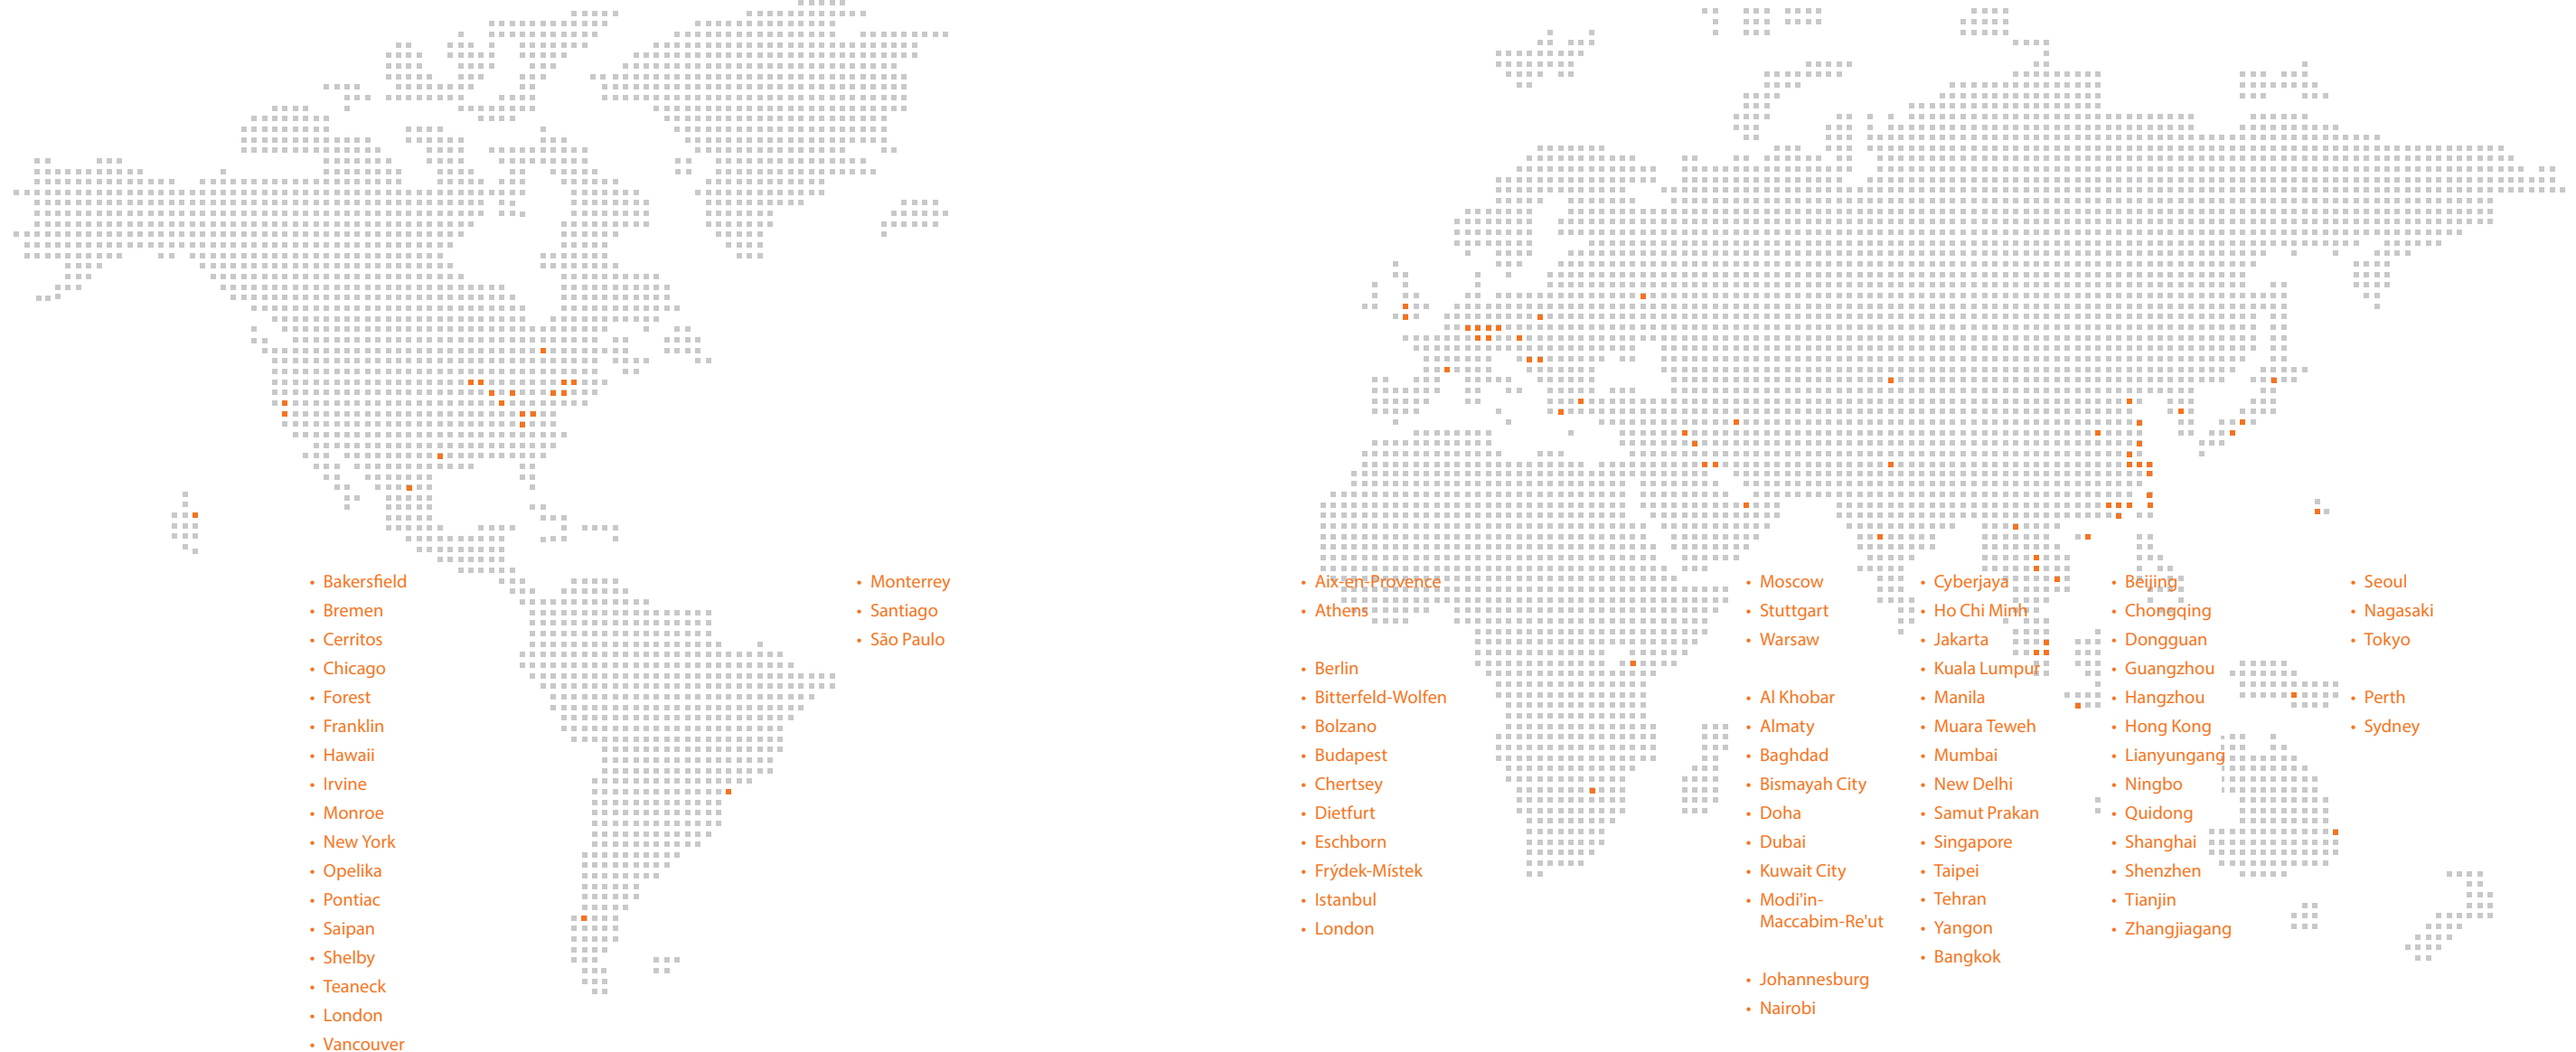 • Bakersfield
• Bremen
• Cerritos
• Chicago
• Forest
• Franklin
• Hawaii
• Irvine
• Monroe
• New York
• Opelika
• Pontiac
• Saipan
• Shelby
• Teaneck
• London
• Vancouver
• Monterrey
• Santiago
• São Paulo
• Aix-en-Provence
• Athens
• Berlin
• Bitterfeld-Wolfen
• Bolzano
• Budapest
• Chertsey
• Dietfurt
• Eschborn
• Frýdek-Místek
• Istanbul
• London
• Moscow
• Stuttgart
• Warsaw
• Al Khobar
• Almaty
• Baghdad
• Bismayah City
• Doha
• Dubai
• Kuwait City
• Modi'in-
Maccabim-Re'ut
• Johannesburg
• Nairobi
• Cyberjaya
• Ho Chi Minh
• Jakarta
• Kuala Lumpur
• Manila
• Muara Teweh
• Mumbai
• New Delhi
• Samut Prakan
• Singapore
• Taipei
• Tehran
• Yangon
• Bangkok
• Beijing
• Chongqing
• Dongguan
• Guangzhou
• Hangzhou
• Hong Kong
• Lianyungang
• Ningbo
• Quidong
• Shanghai
• Shenzhen
• Tianjin
• Zhangjiagang
• Seoul
• Nagasaki
• Tokyo
• Perth
• Sydney